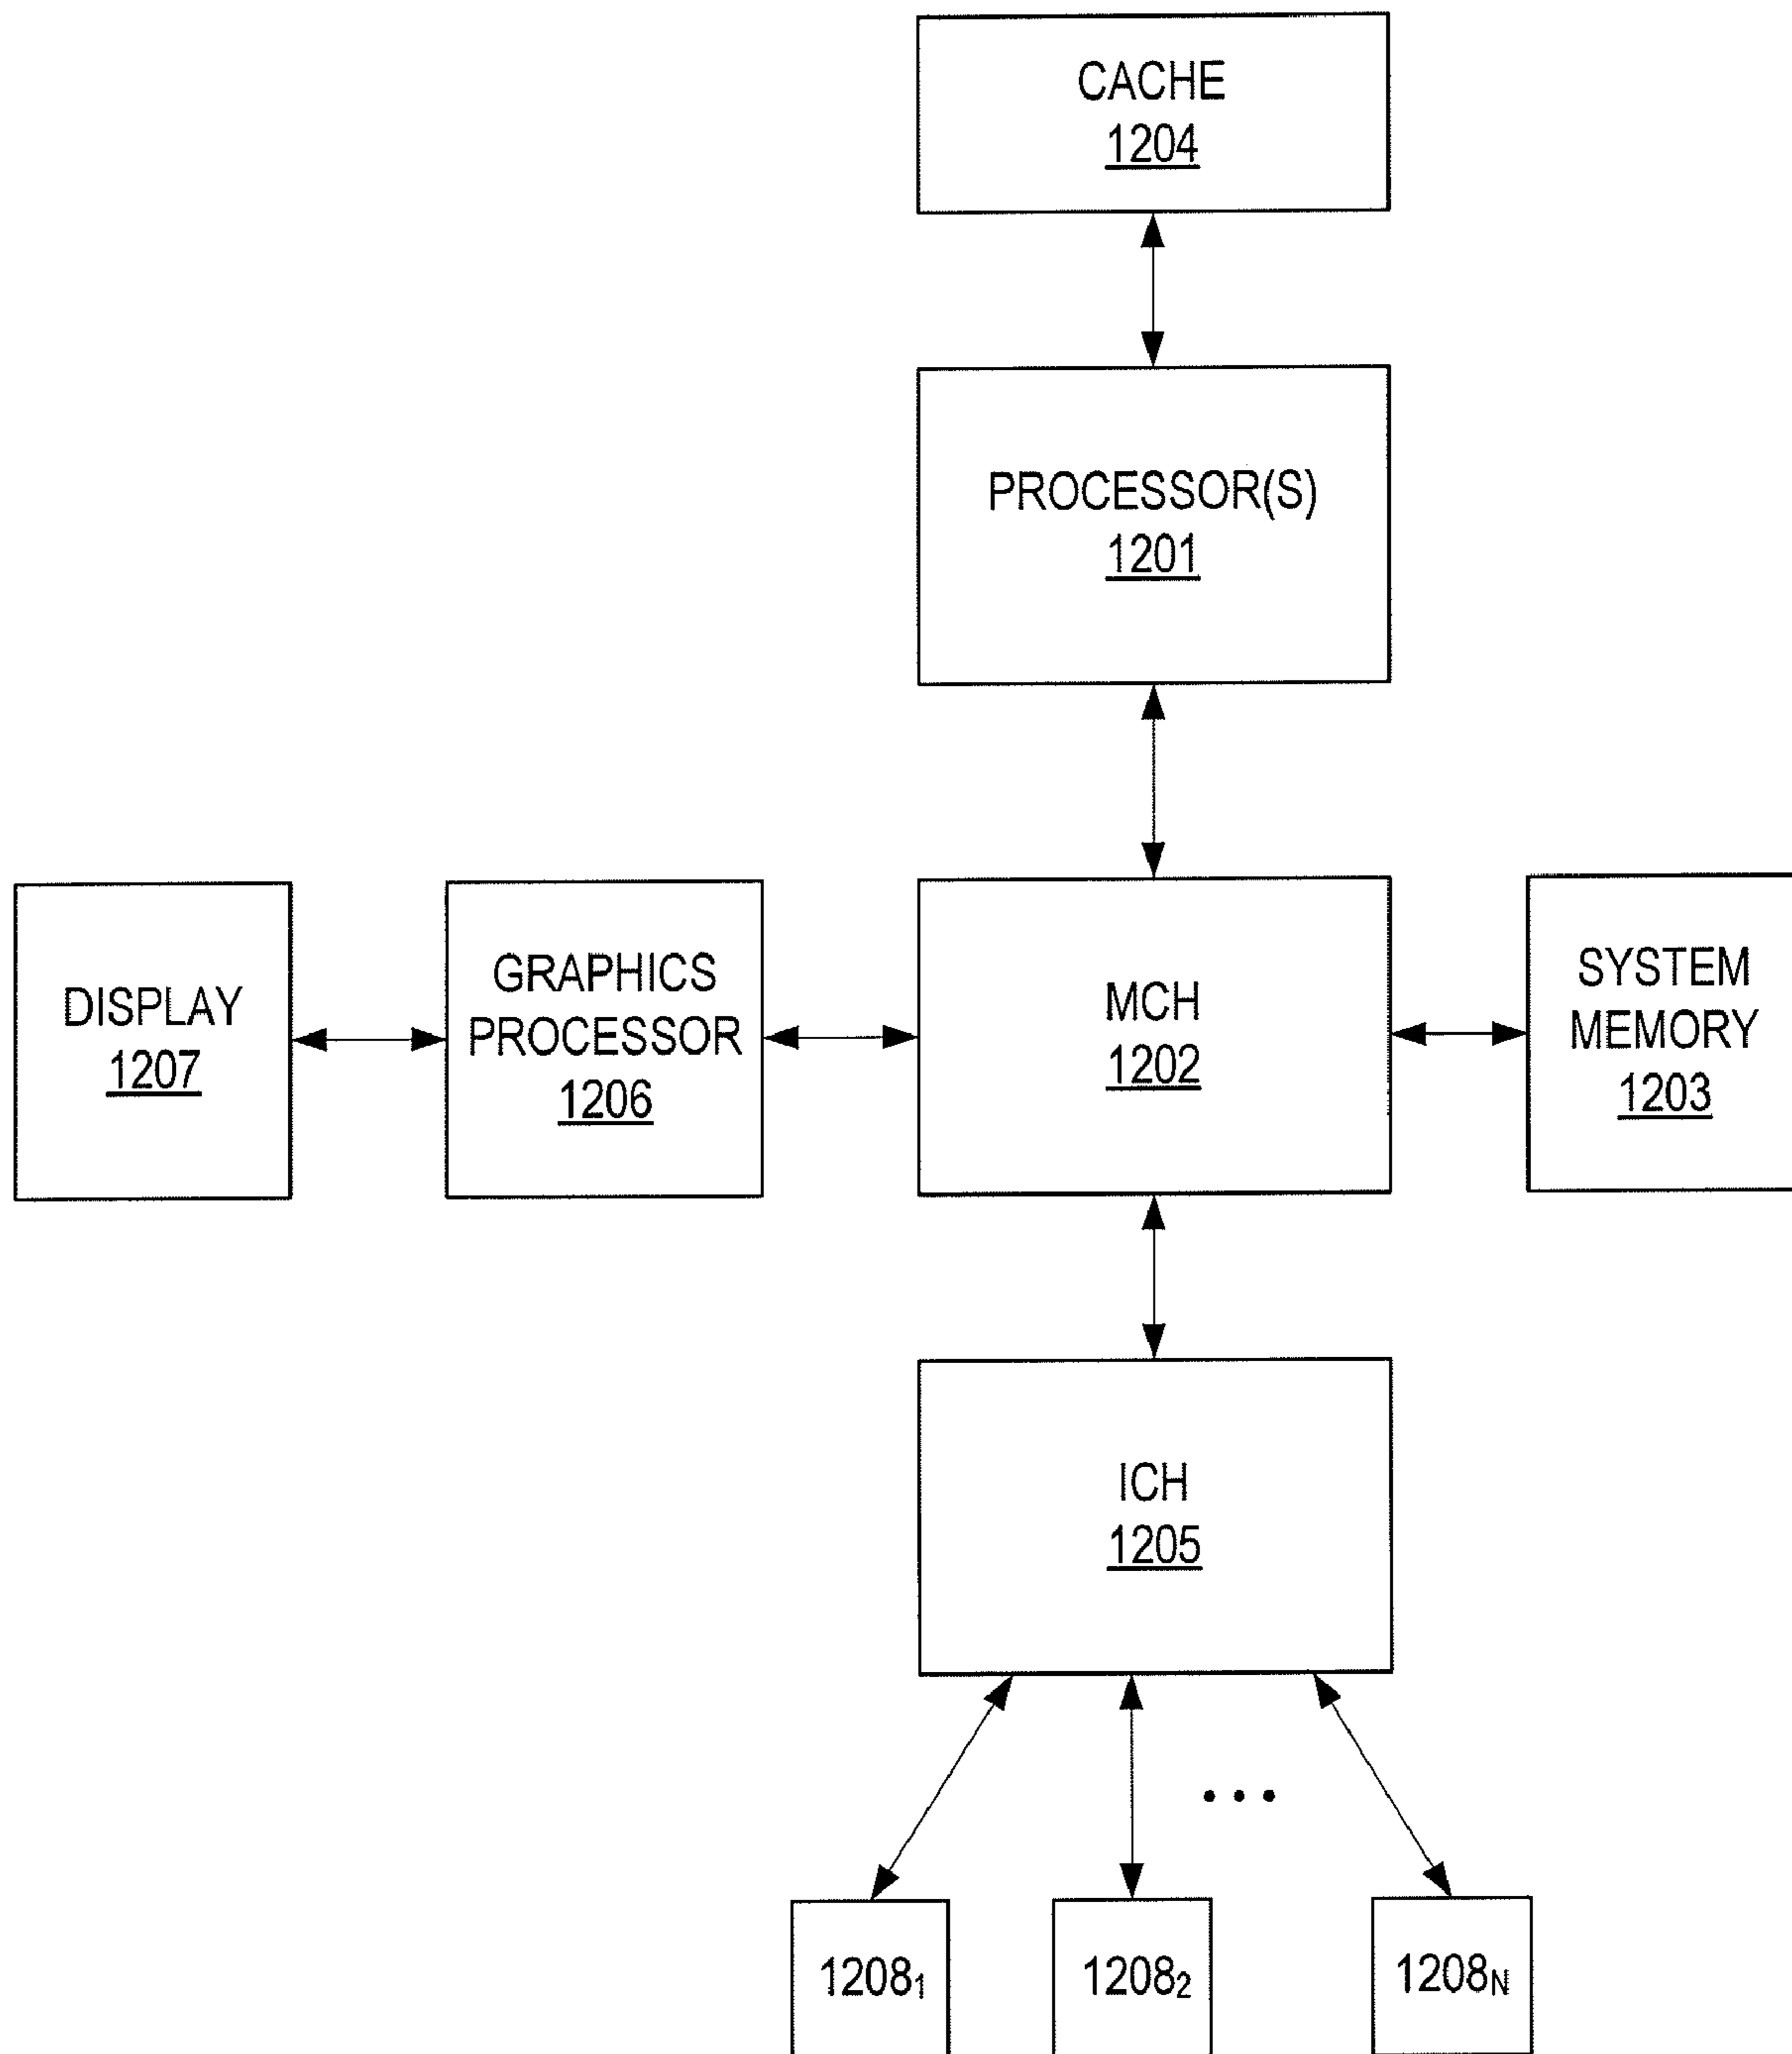 CACHE
1204
PROCESSOR(S)
1201
DISPLAY
1207
GRAPHICS
PROCESSOR
1206
MCH
1202
SYSTEM
MEMORY
1203
ICH
1205
• • •
1208₁
1208₂
1208N